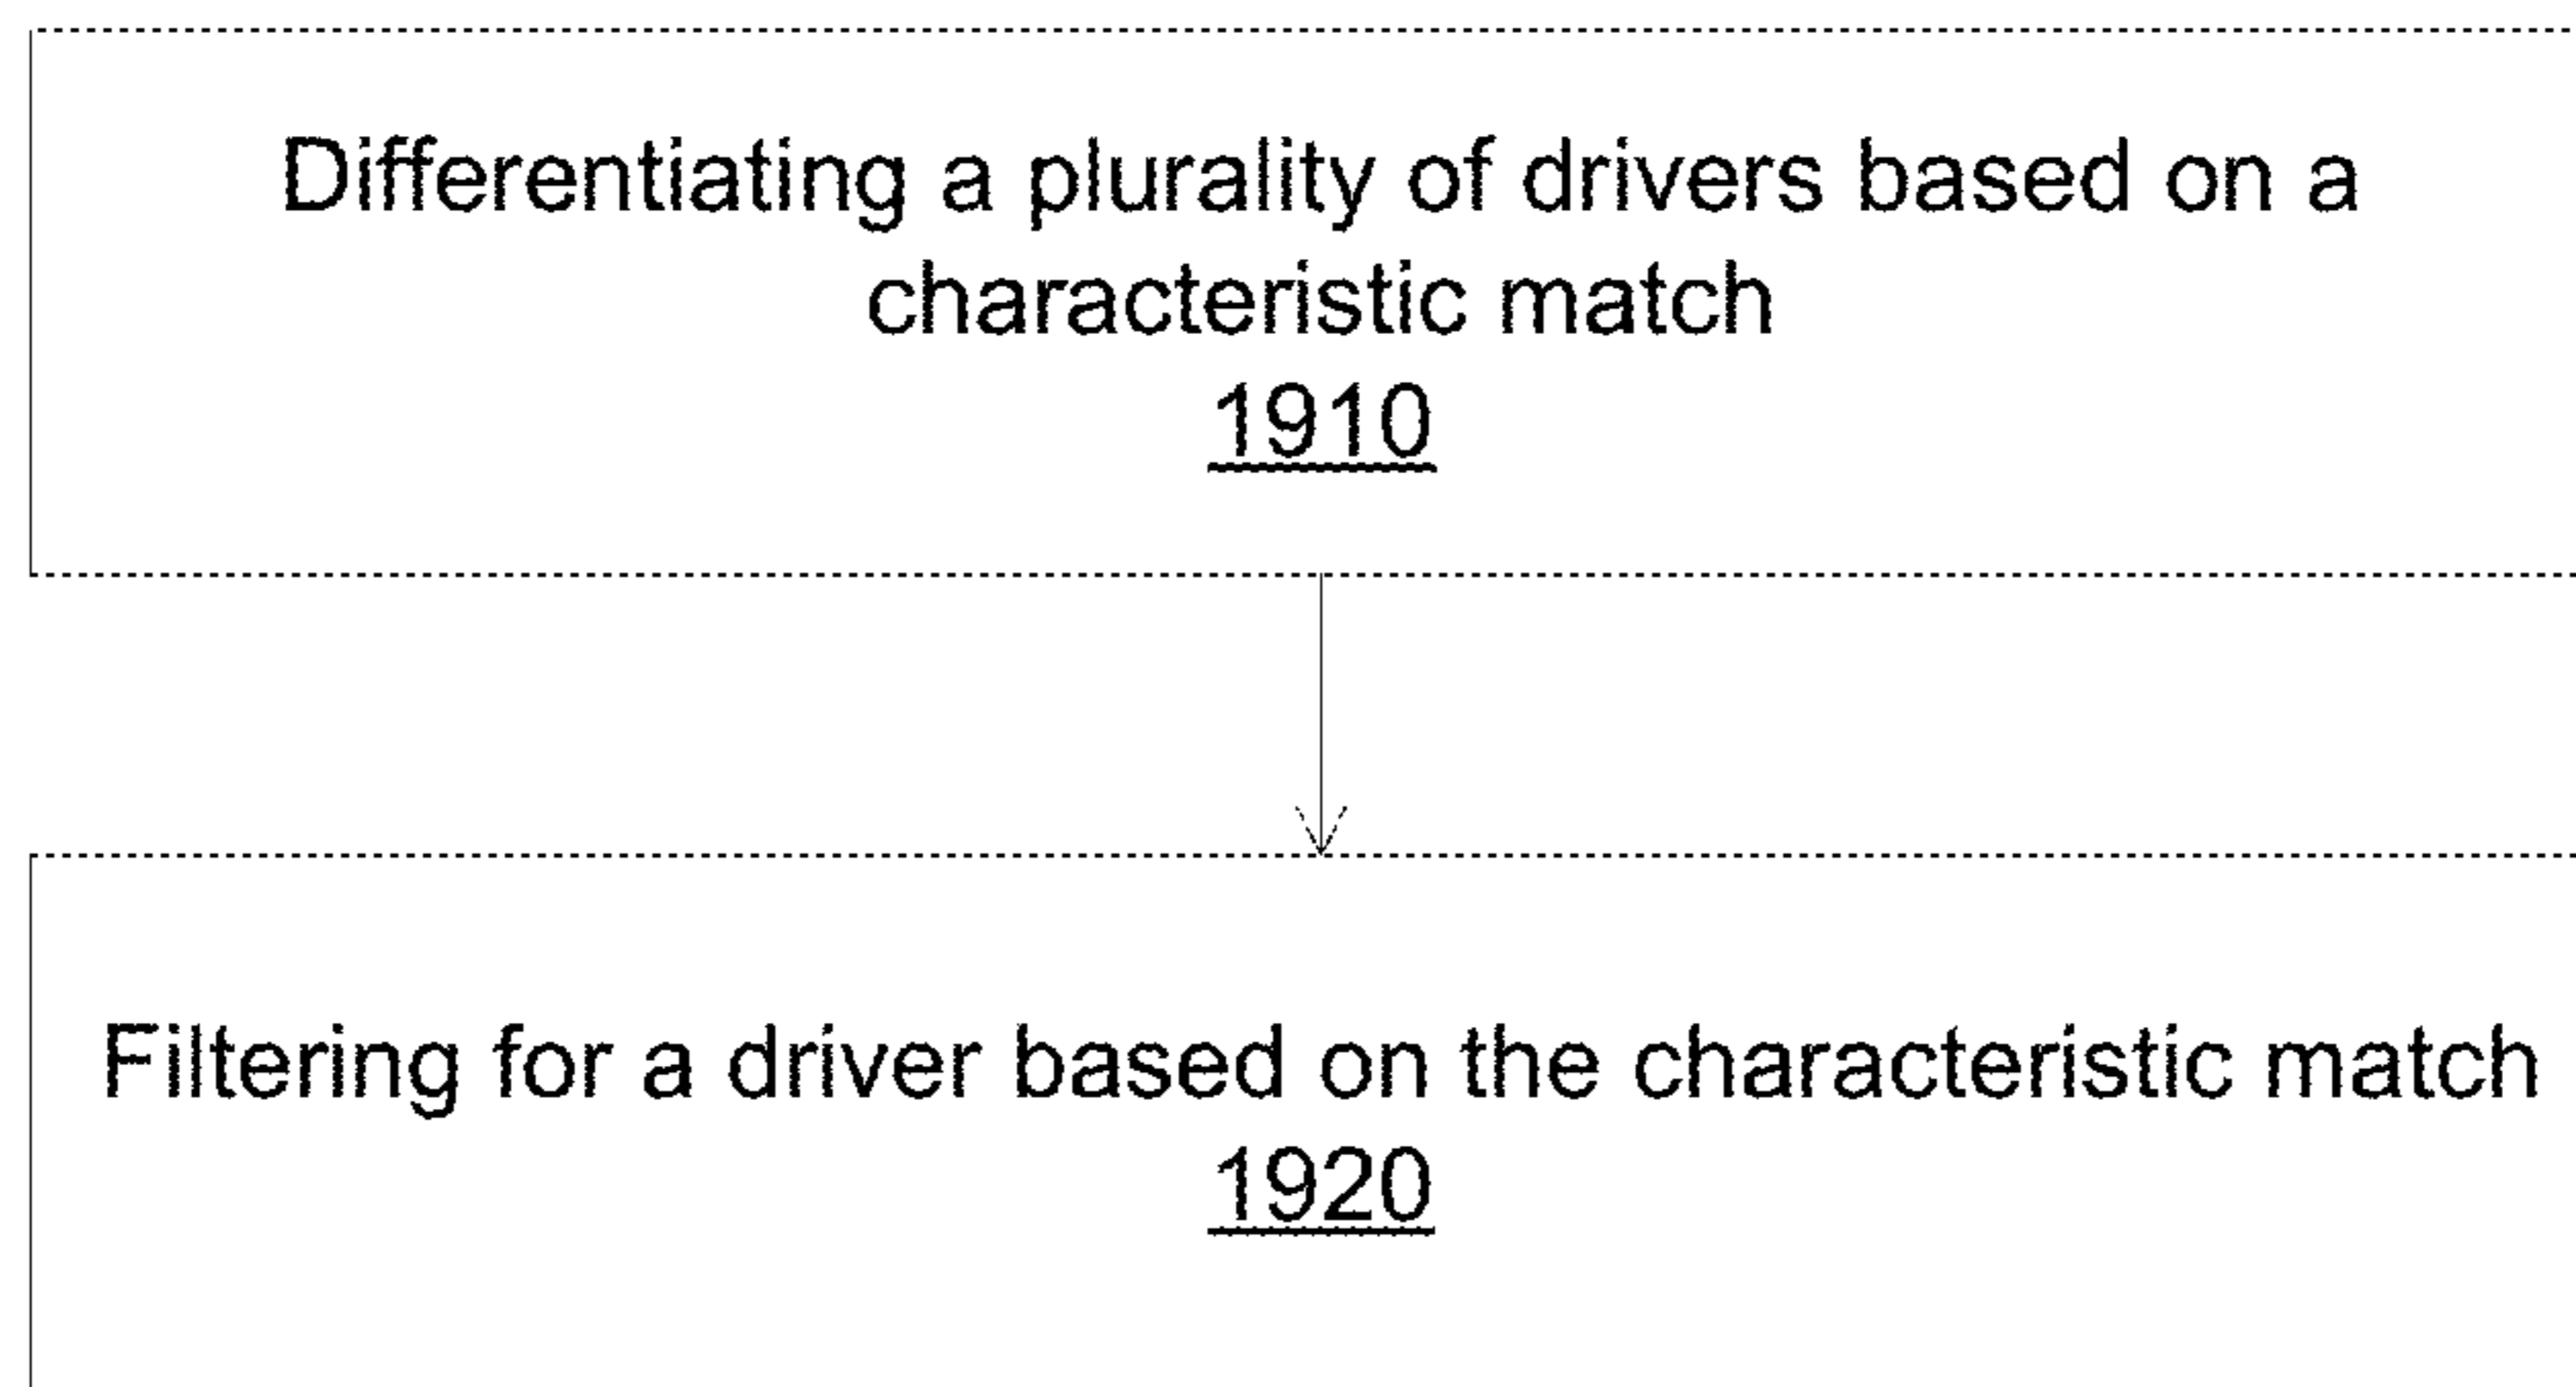 Differentiating a plurality of drivers based on a
characteristic match
1910
Filtering for a driver based on the characteristic match
1920